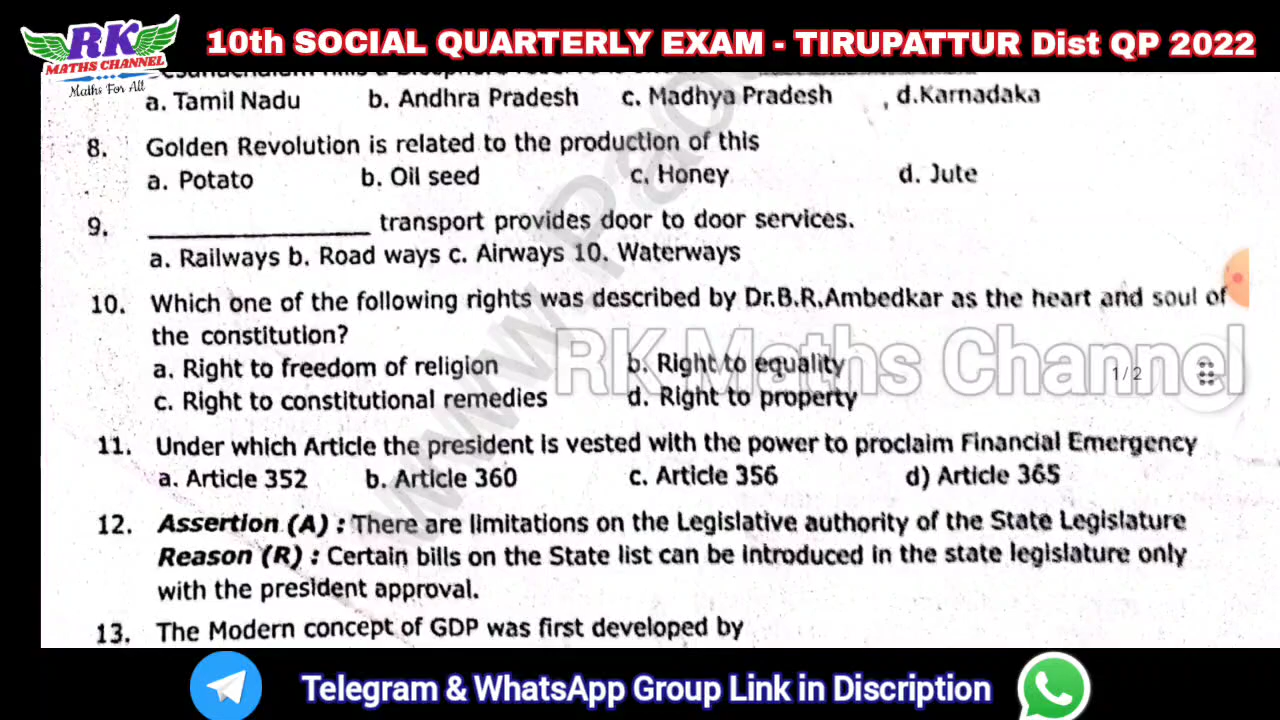 RK
MATHS CHANNEL
Maths For All
10th SOCIAL QUARTERLY EXAM - TIRUPATTUR Dist QP 2022
a. Tamil Nadu b. Andhra Pradesh c. Madhya Pradesh d.Karnadaka
8. Golden Revolution is related to the production of this
a. Potato b. Oil seed c. Honey d. Jute
9. ____________ transport provides door to door services.
a. Railways b. Road ways c. Airways 10. Waterways
10. Which one of the following rights was described by Dr.B.R.Ambedkar as the heart and soul of
the constitution?
a. Right to freedom of religion b. Right to equality
c. Right to constitutional remedies d. Right to property
RK Maths Channel
1 / 2
11. Under which Article the president is vested with the power to proclaim Financial Emergency
a. Article 352 b. Article 360 c. Article 356 d) Article 365
12. Assertion (A) : There are limitations on the Legislative authority of the State Legislature
Reason (R) : Certain bills on the State list can be introduced in the state legislature only
with the president approval.
13. The Modern concept of GDP was first developed by
Telegram & WhatsApp Group Link in Discription